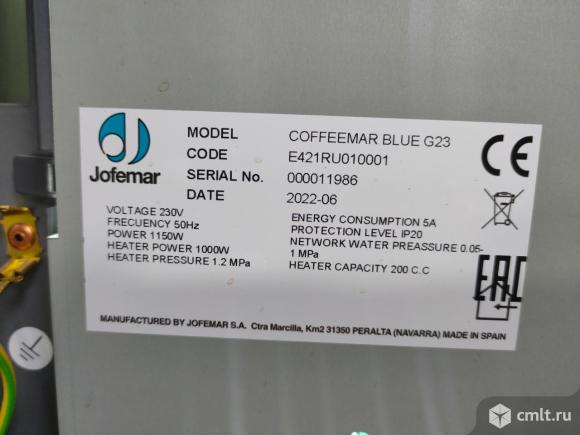 Jofemar
MODEL COFFEEMAR BLUE G23
CODE E421RU010001
SERIAL No. 000011986
DATE 2022-06
VOLTAGE 230V
FRECUENCY 50Hz
POWER 1150W
HEATER POWER 1000W
HEATER PRESSURE 1.2 MPa
ENERGY CONSUMPTION 5A
PROTECTION LEVEL IP20
NETWORK WATER PREASSURE 0.05-
1 MPa
HEATER CAPACITY 200 C.C
CE
EAC
MANUFACTURED BY JOFEMAR S.A. Ctra Marcilla, Km2 31350 PERALTA (NAVARRA) MADE IN SPAIN
cmlt.ru